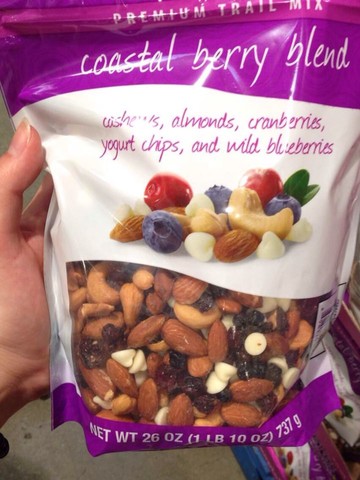 PREMIUM TRAIL MIX
coastal berry blend
cashews, almonds, cranberries,
yogurt chips, and wild blueberries
NET WT 26 OZ (1 LB 10 OZ) 737g